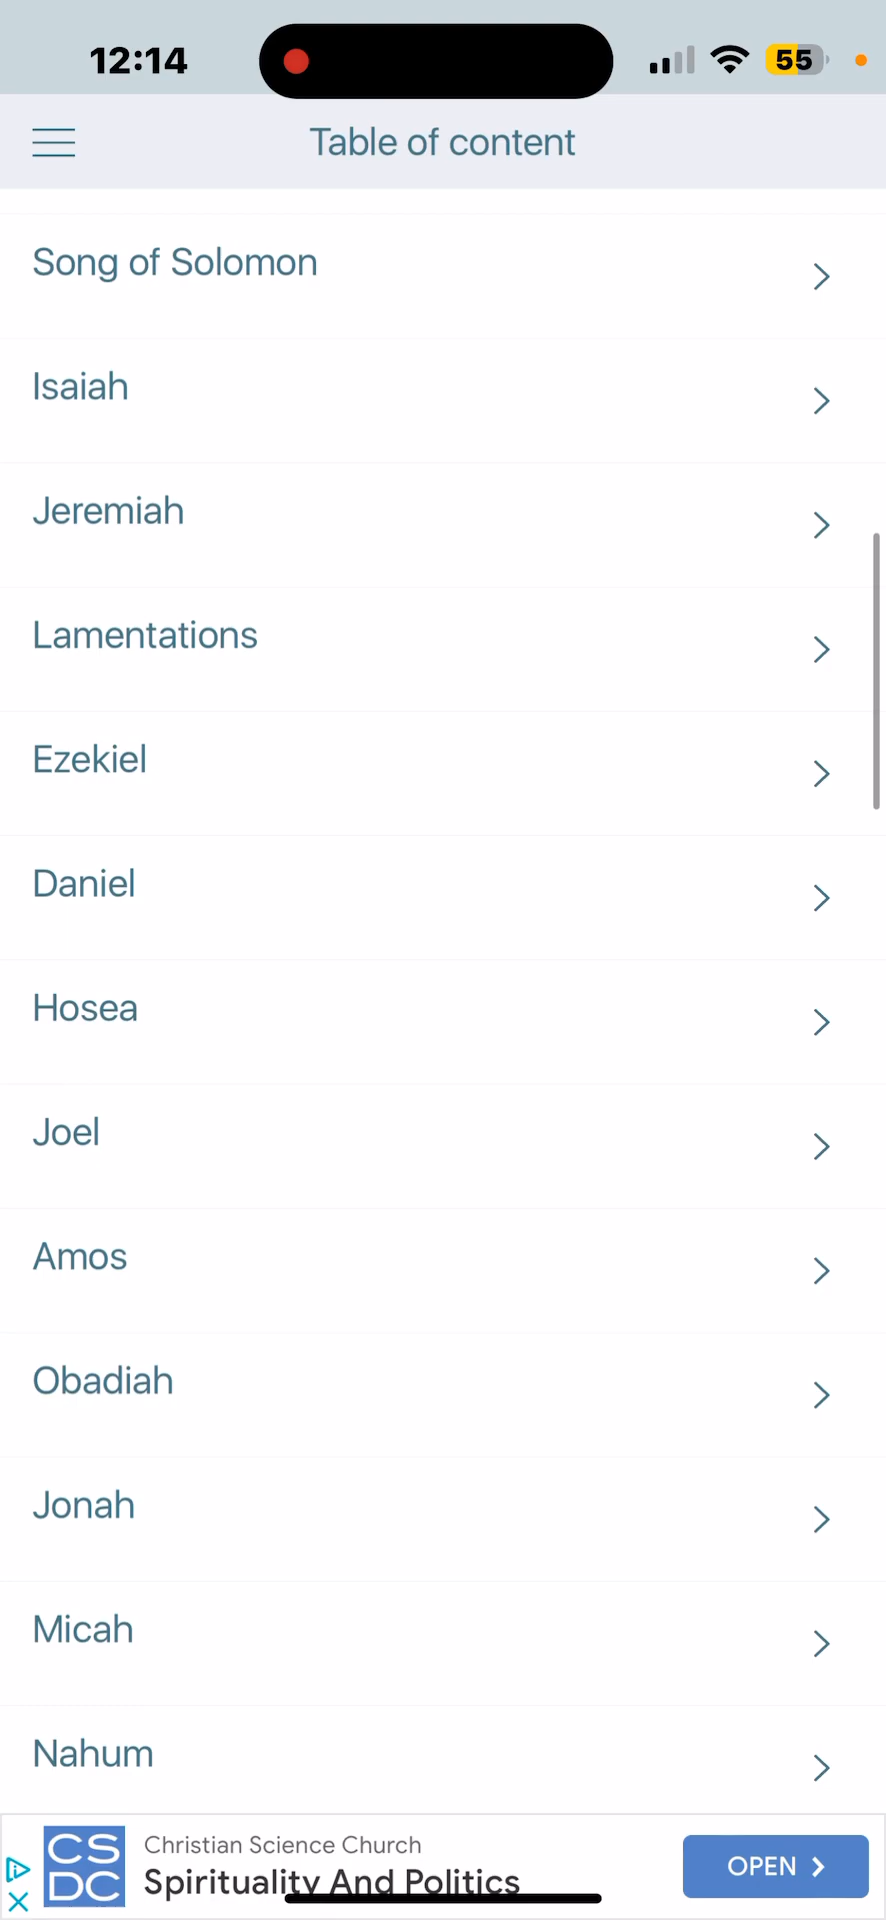 12:14
55
Table of content
Song of Solomon
Isaiah
Jeremiah
Lamentations
Ezekiel
Daniel
Hosea
Joel
Amos
Obadiah
Jonah
Micah
Nahum
CS
DC
Christian Science Church
Spirituality And Politics
OPEN